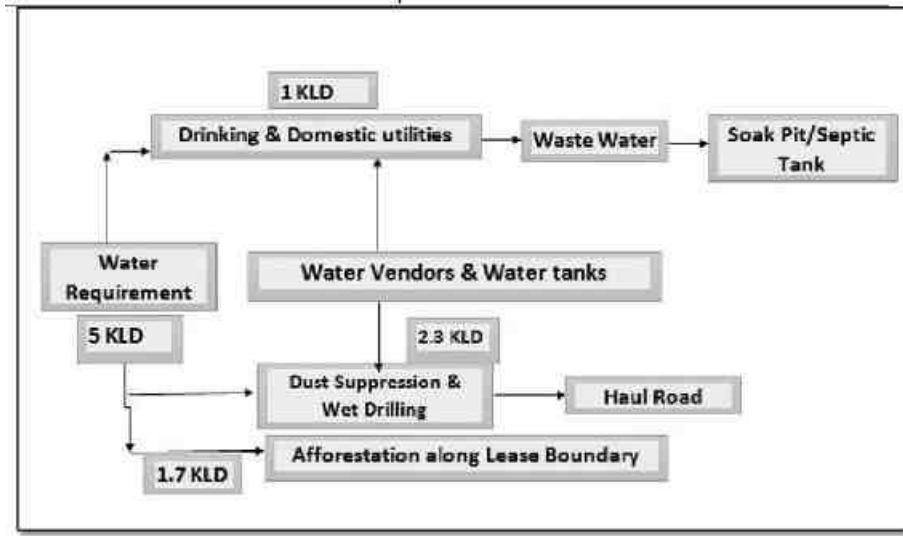 1 KLD
Drinking & Domestic utilities
Waste Water
Soak Pit/Septic
Tank
Water
Requirement
Water Vendors & Water tanks
5 KLD
2.3 KLD
Dust Suppression &
Wet Drilling
Haul Road
Afforestation along Lease Boundary
1.7 KLD